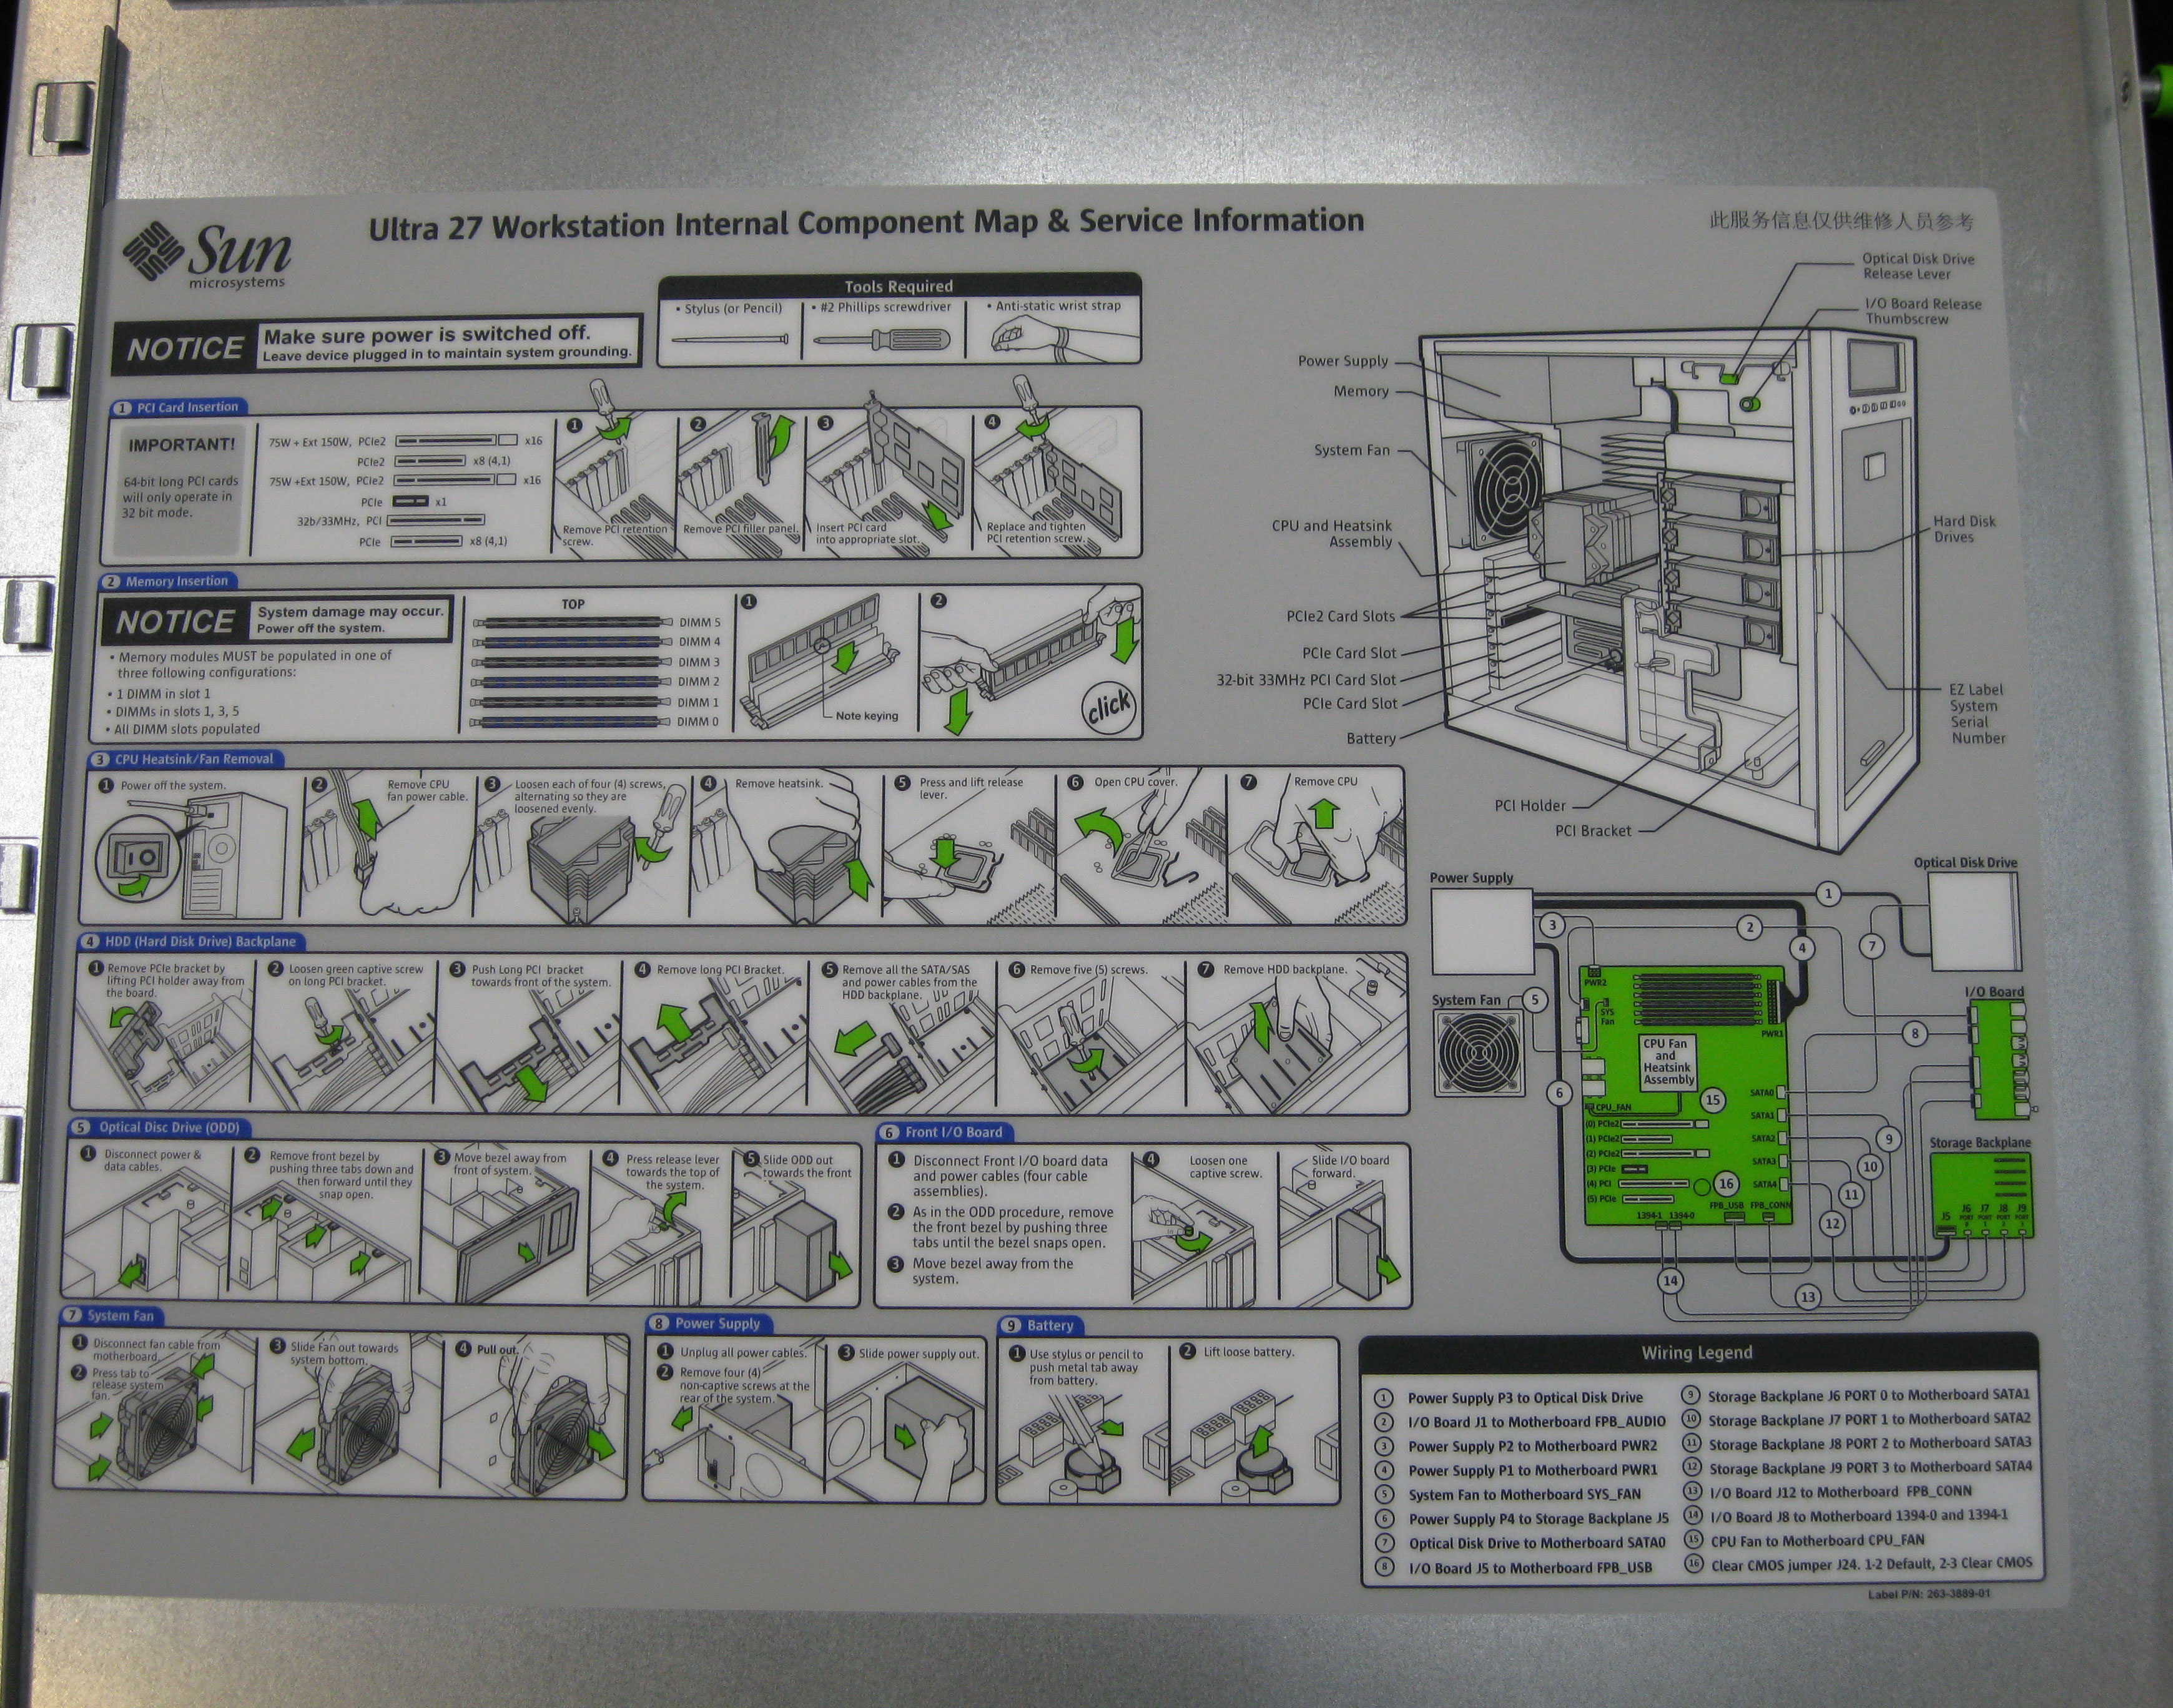 Sun
microsystems
Ultra 27 Workstation Internal Component Map & Service Information
此服务信息仅供维修人员参考
NOTICE
Make sure power is switched off.
Leave device plugged in to maintain system grounding.
Tools Required
• Stylus (or Pencil)
• #2 Phillips screwdriver
• Anti-static wrist strap
1 PCI Card Insertion
IMPORTANT!
64-bit long PCI cards
will only operate in
32 bit mode.
75W + Ext 150W, PCIe2 x16
PCIe2 x8 (4,1)
75W +Ext 150W, PCIe2 x16
PCIe x1
32b/33MHz, PCI
PCIe x8 (4,1)
1
Remove PCI retention
screw.
2
Remove PCI filler panel.
3
Insert PCI card
into appropriate slot.
4
Replace and tighten
PCI retention screw.
2 Memory Insertion
NOTICE
System damage may occur.
Power off the system.
• Memory modules MUST be populated in one of
three following configurations:
• 1 DIMM in slot 1
• DIMMs in slots 1, 3, 5
• All DIMM slots populated
TOP
DIMM 5
DIMM 4
DIMM 3
DIMM 2
DIMM 1
DIMM 0
1
Note keying
2
click
3 CPU Heatsink/Fan Removal
1 Power off the system.
2 Remove CPU
fan power cable.
3 Loosen each of four (4) screws,
alternating so they are
loosened evenly.
4 Remove heatsink.
5 Press and lift release
lever.
6 Open CPU cover.
7 Remove CPU
4 HDD (Hard Disk Drive) Backplane
1 Remove PCIe bracket by
lifting PCI holder away from
the board.
2 Loosen green captive screw
on long PCI bracket.
3 Push Long PCI bracket
towards front of the system.
4 Remove long PCI Bracket.
5 Remove all the SATA/SAS
and power cables from the
HDD backplane.
6 Remove five (5) screws.
7 Remove HDD backplane.
5 Optical Disc Drive (ODD)
1 Disconnect power &
data cables.
2 Remove front bezel by
pushing three tabs down and
then forward until they
snap open.
3 Move bezel away from
front of system.
4 Press release lever
towards the top of
the system.
5 Slide ODD out
towards the front
6 Front I/O Board
1 Disconnect Front I/O board data
and power cables (four cable
assemblies).
2 As in the ODD procedure, remove
the front bezel by pushing three
tabs until the bezel snaps open.
3 Move bezel away from the
system.
4 Loosen one
captive screw.
Slide I/O board
forward.
7 System Fan
1 Disconnect fan cable from
motherboard.
2 Press tab to
release system
fan.
3 Slide Fan out towards
system bottom.
4 Pull out.
8 Power Supply
1 Unplug all power cables.
2 Remove four (4)
non-captive screws at the
rear of the system.
3 Slide power supply out.
9 Battery
1 Use stylus or pencil to
push metal tab away
from battery.
2 Lift loose battery.
Optical Disk Drive
Release Lever
I/O Board Release
Thumbscrew
Power Supply
Memory
System Fan
CPU and Heatsink
Assembly
PCIe2 Card Slots
PCIe Card Slot
32-bit 33MHz PCI Card Slot
PCIe Card Slot
Battery
PCI Holder
PCI Bracket
Hard Disk
Drives
EZ Label
System
Serial
Number
Power Supply
Optical Disk Drive
System Fan
I/O Board
Storage Backplane
1
2
3
4
5
6
7
8
9
10
11
12
13
14
15
16
PWR2
SYS
Fan
PWR1
CPU Fan
and
Heatsink
Assembly
CPU_FAN
(0) PCIe2
(1) PCIe2
(2) PCIe2
(3) PCIe
(4) PCI
(5) PCIe
SATA0
SATA1
SATA2
SATA3
SATA4
1394-1 1394-0
FPB_USB FPB_CONN
J5 J6 J7 J8 J9
PORT PORT PORT PORT
0 1 2 3
Wiring Legend
1 Power Supply P3 to Optical Disk Drive
2 I/O Board J1 to Motherboard FPB_AUDIO
3 Power Supply P2 to Motherboard PWR2
4 Power Supply P1 to Motherboard PWR1
5 System Fan to Motherboard SYS_FAN
6 Power Supply P4 to Storage Backplane J5
7 Optical Disk Drive to Motherboard SATA0
8 I/O Board J5 to Motherboard FPB_USB
9 Storage Backplane J6 PORT 0 to Motherboard SATA1
10 Storage Backplane J7 PORT 1 to Motherboard SATA2
11 Storage Backplane J8 PORT 2 to Motherboard SATA3
12 Storage Backplane J9 PORT 3 to Motherboard SATA4
13 I/O Board J12 to Motherboard FPB_CONN
14 I/O Board J8 to Motherboard 1394-0 and 1394-1
15 CPU Fan to Motherboard CPU_FAN
16 Clear CMOS jumper J24. 1-2 Default, 2-3 Clear CMOS
Label P/N: 263-3889-01